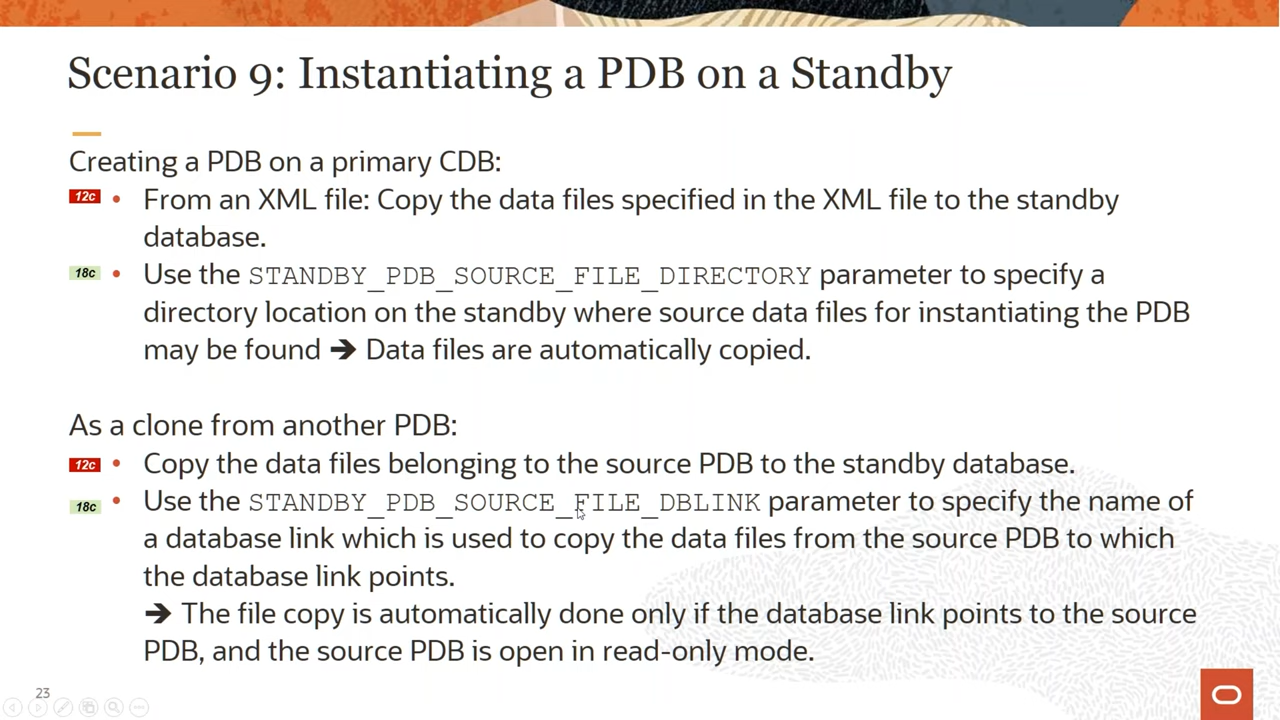 Scenario 9: Instantiating a PDB on a Standby
Creating a PDB on a primary CDB:
12c • From an XML file: Copy the data files specified in the XML file to the standby
database.
18c • Use the STANDBY_PDB_SOURCE_FILE_DIRECTORY parameter to specify a
directory location on the standby where source data files for instantiating the PDB
may be found ➔ Data files are automatically copied.
As a clone from another PDB:
12c • Copy the data files belonging to the source PDB to the standby database.
18c • Use the STANDBY_PDB_SOURCE_FILE_DBLINK parameter to specify the name of
a database link which is used to copy the data files from the source PDB to which
the database link points.
➔ The file copy is automatically done only if the database link points to the source
PDB, and the source PDB is open in read-only mode.
23